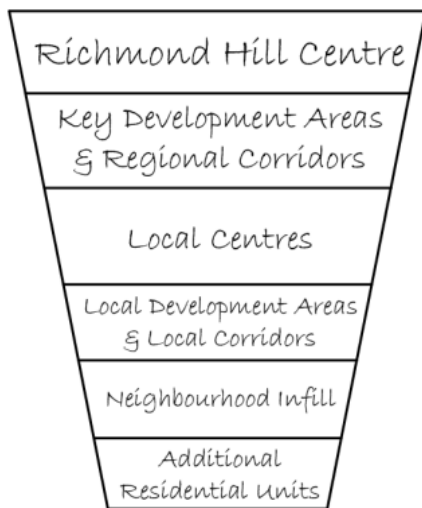 Richmond Hill Centre
Key Development Areas
& Regional Corridors
Local Centres
Local Development Areas
& Local Corridors
Neighbourhood Infill
Additional
Residential Units